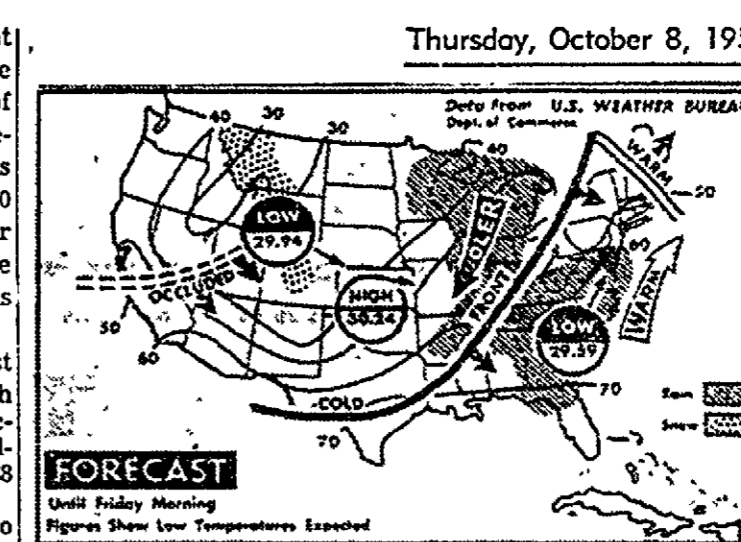 Thursday, October 8, 19
Data from U.S. WEATHER BUREAU
Dept. of Commerce
40
30
30
40
WARM
50
LOW
29.94
COOLER
60
OCCLUDED
HIGH
30.24
FRONT
WARM
LOW
29.59
50
60
COLD
70
70
Rain
Snow
FORECAST
Until Friday Morning
Figures Show Low Temperatures Expected